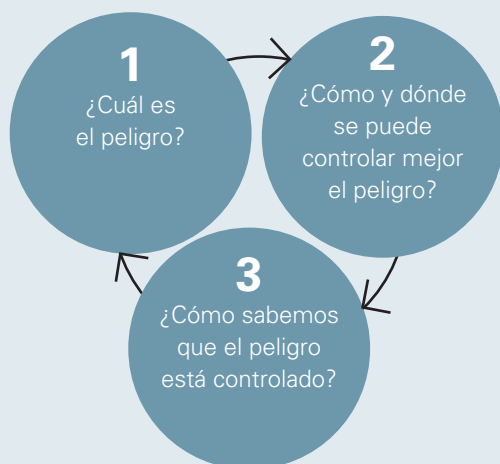 1
¿Cuál es
el peligro?
2
¿Cómo y dónde
se puede
controlar mejor
el peligro?
3
¿Cómo sabemos
que el peligro
está controlado?